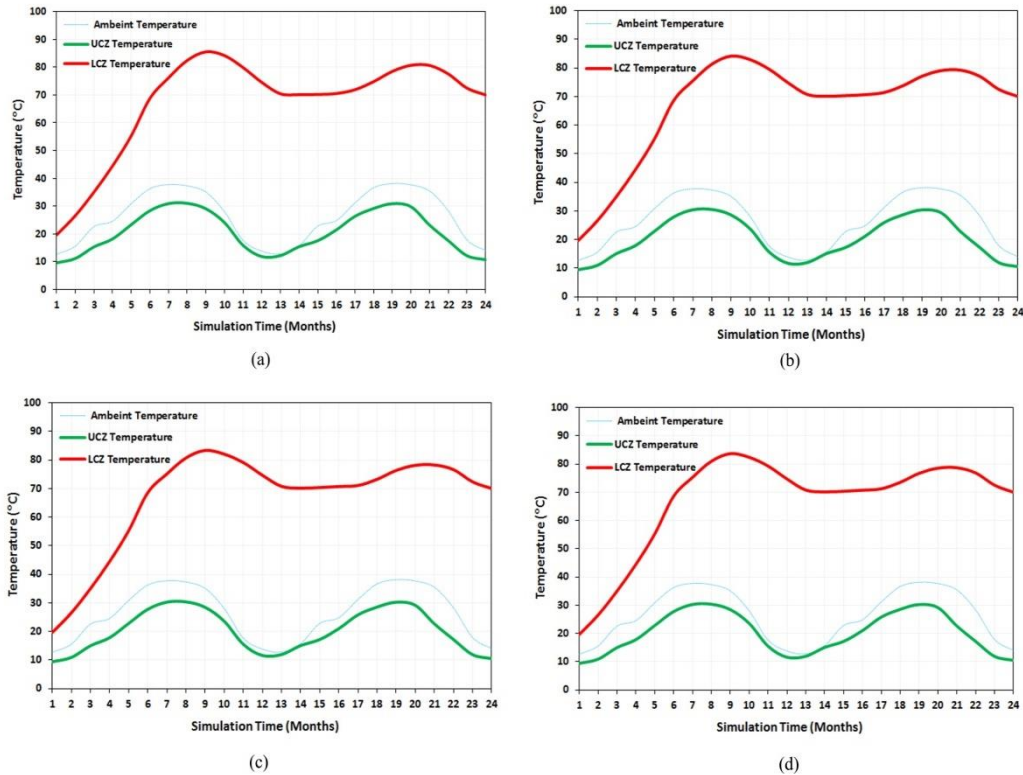 Ambeint Temperature
UCZ Temperature
LCZ Temperature
Temperature (°C)
100
90
80
70
60
50
40
30
20
10
0
1 2 3 4 5 6 7 8 9 10 11 12 13 14 15 16 17 18 19 20 21 22 23 24
Simulation Time (Months)
(a)
Ambeint Temperature
UCZ Temperature
LCZ Temperature
Temperature (°C)
100
90
80
70
60
50
40
30
20
10
0
1 2 3 4 5 6 7 8 9 10 11 12 13 14 15 16 17 18 19 20 21 22 23 24
Simulation Time (Months)
(b)
Ambeint Temperature
UCZ Temperature
LCZ Temperature
Temperature (°C)
100
90
80
70
60
50
40
30
20
10
0
1 2 3 4 5 6 7 8 9 10 11 12 13 14 15 16 17 18 19 20 21 22 23 24
Simulation Time (Months)
(c)
Ambeint Temperature
UCZ Temperature
LCZ Temperature
Temperature (°C)
100
90
80
70
60
50
40
30
20
10
0
1 2 3 4 5 6 7 8 9 10 11 12 13 14 15 16 17 18 19 20 21 22 23 24
Simulation Time (Months)
(d)